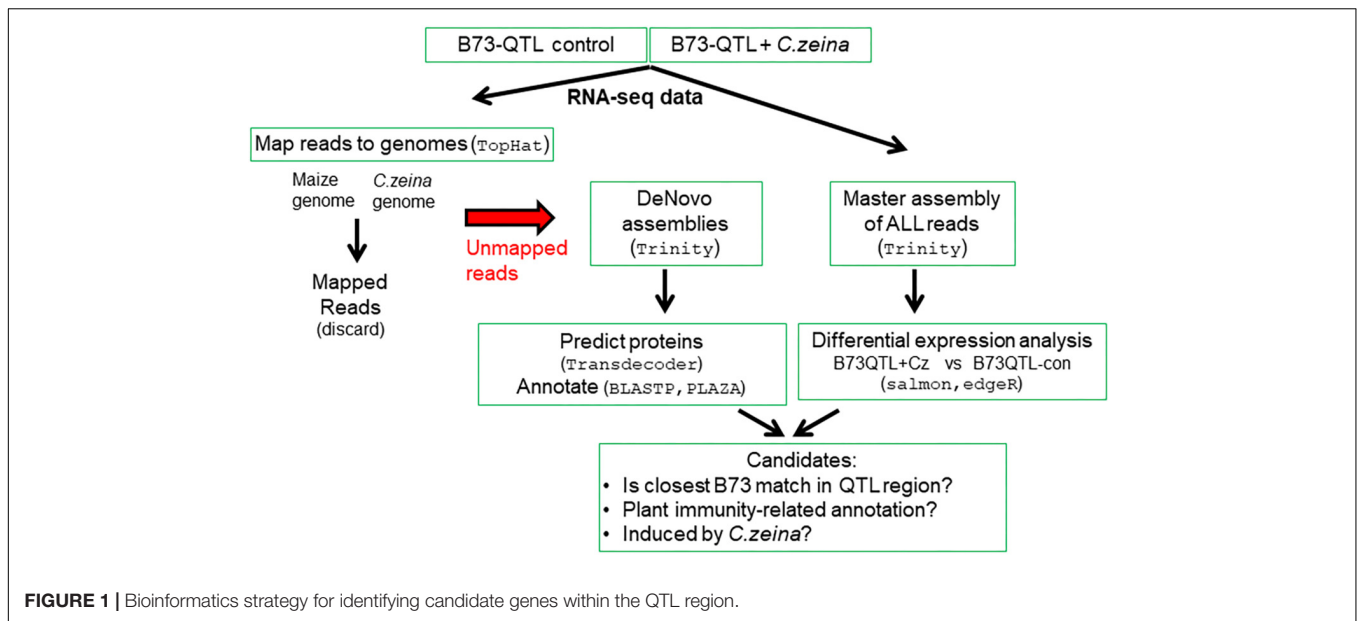 B73-QTL control
B73-QTL + C.zeina
RNA-seq data
Map reads to genomes (TopHat)
Maize
genome
C.zeina
genome
Mapped
Reads
(discard)
Unmapped
reads
DeNovo
assemblies
(Trinity)
Master assembly
of ALL reads
(Trinity)
Predict proteins
(Transdecoder)
Annotate (BLASTP, PLAZA)
Differential expression analysis
B73QTL+Cz vs B73QTL-con
(salmon, edgeR)
Candidates:
• Is closest B73 match in QTL region?
• Plant immunity-related annotation?
• Induced by C.zeina?
FIGURE 1 | Bioinformatics strategy for identifying candidate genes within the QTL region.